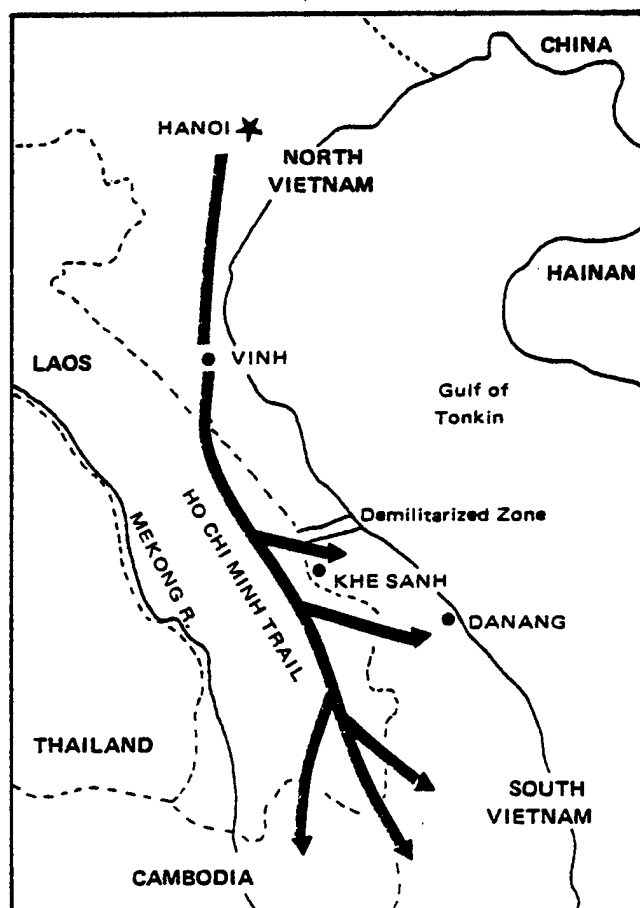 CHINA
HANOI
NORTH
VIETNAM
HAINAN
VINH
LAOS
Gulf of
Tonkin
HO CHI MINH TRAIL
MEKONG R.
Demilitarized Zone
KHE SANH
DANANG
THAILAND
SOUTH
VIETNAM
CAMBODIA